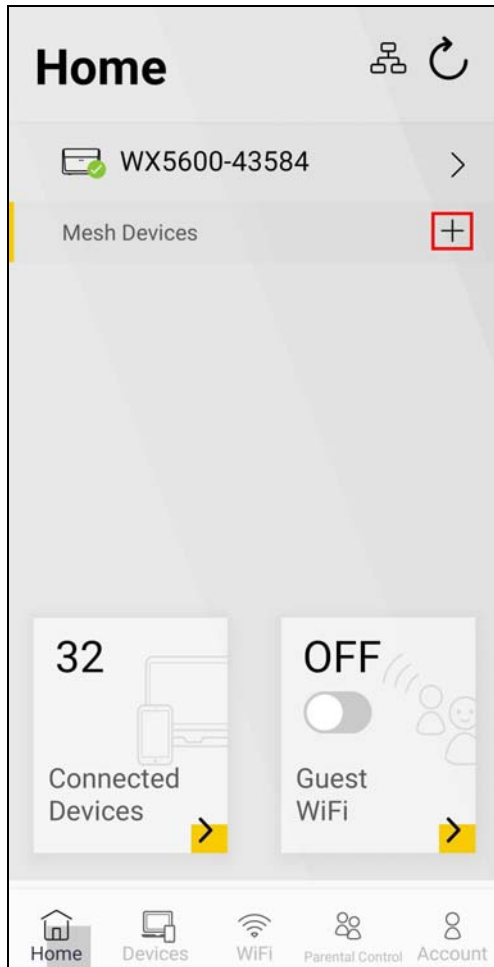 Home
WX5600-43584
Mesh Devices
32
Connected
Devices
OFF
Guest
WiFi
Home
Devices
WiFi
Parental Control
Account